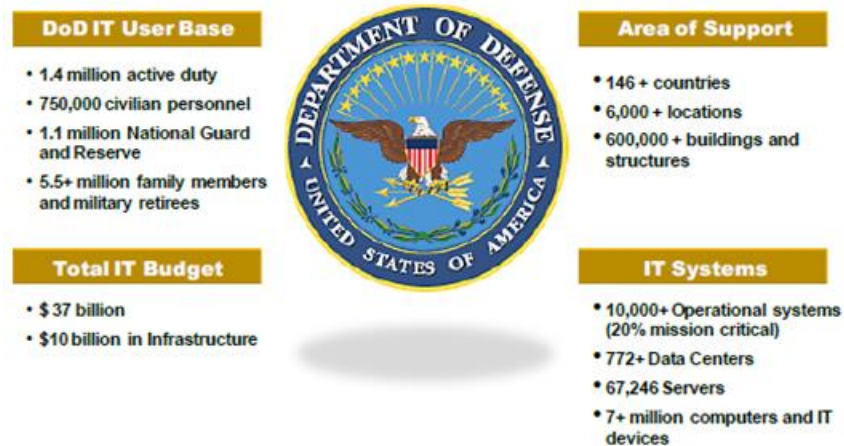 DoD IT User Base
• 1.4 million active duty
• 750,000 civilian personnel
• 1.1 million National Guard
and Reserve
• 5.5+ million family members
and military retirees
Total IT Budget
• $ 37 billion
• $10 billion in Infrastructure
DEPARTMENT OF DEFENSE
UNITED STATES OF AMERICA
Area of Support
• 146 + countries
• 6,000 + locations
• 600,000 + buildings and
structures
IT Systems
• 10,000+ Operational systems
(20% mission critical)
• 772+ Data Centers
• 67,246 Servers
• 7+ million computers and IT
devices